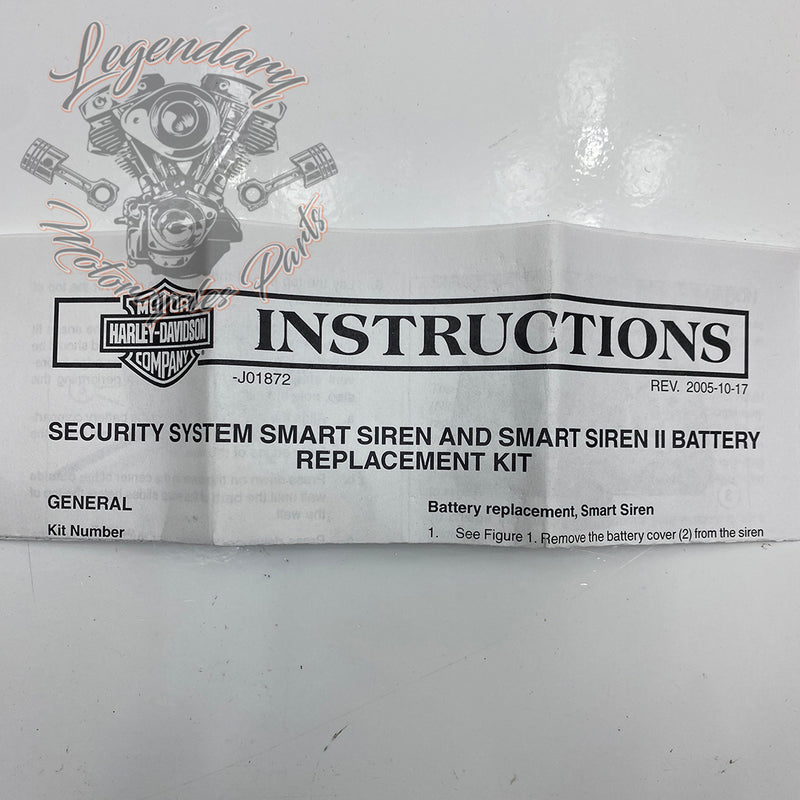 Legendary
Motorcycles Parts
MOTOR
HARLEY-DAVIDSON
COMPANY
INSTRUCTIONS
-J01872
REV. 2005-10-17
SECURITY SYSTEM SMART SIREN AND SMART SIREN II BATTERY
REPLACEMENT KIT
GENERAL
Kit Number
Battery replacement, Smart Siren
1. See Figure 1. Remove the battery cover (2) from the siren